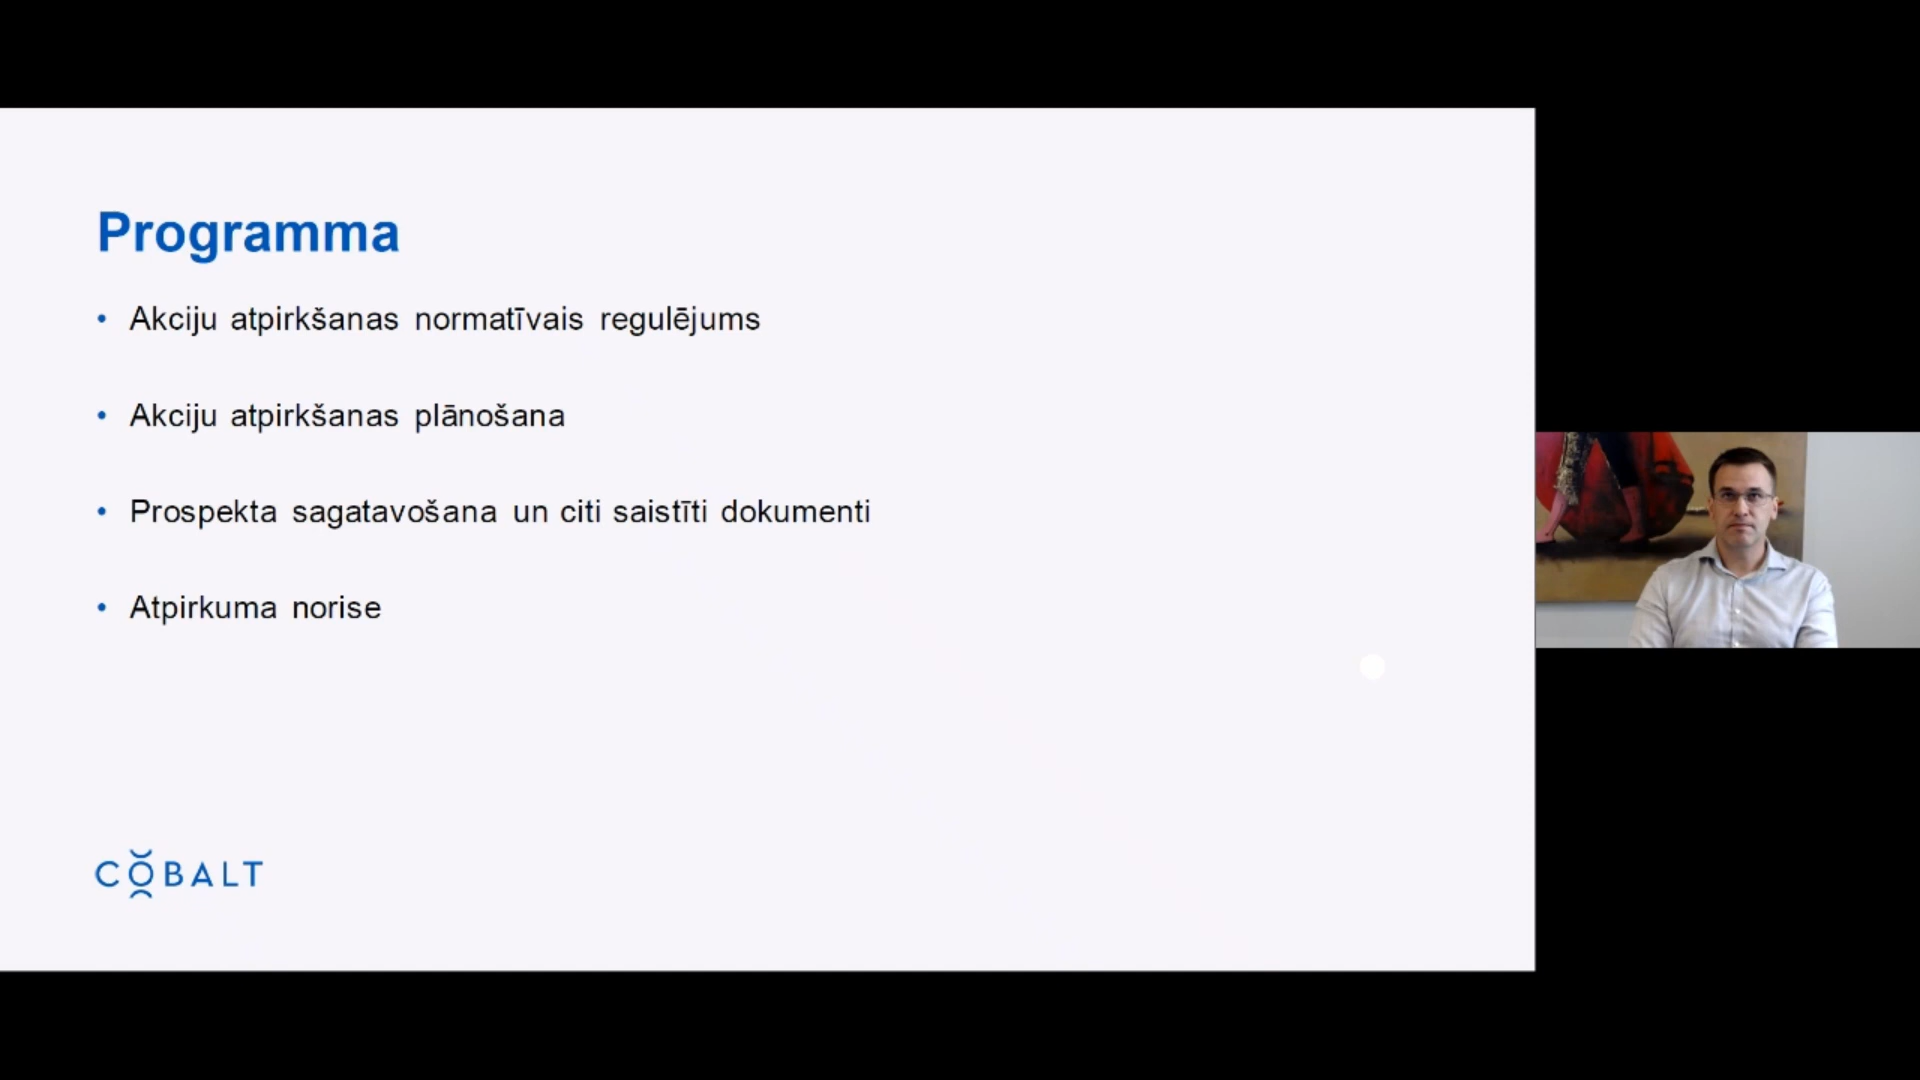 Programma
• Akciju atpirkšanas normatīvais regulējums
• Akciju atpirkšanas plānošana
• Prospekta sagatavošana un citi saistīti dokumenti
• Atpirkuma norise
COBALT